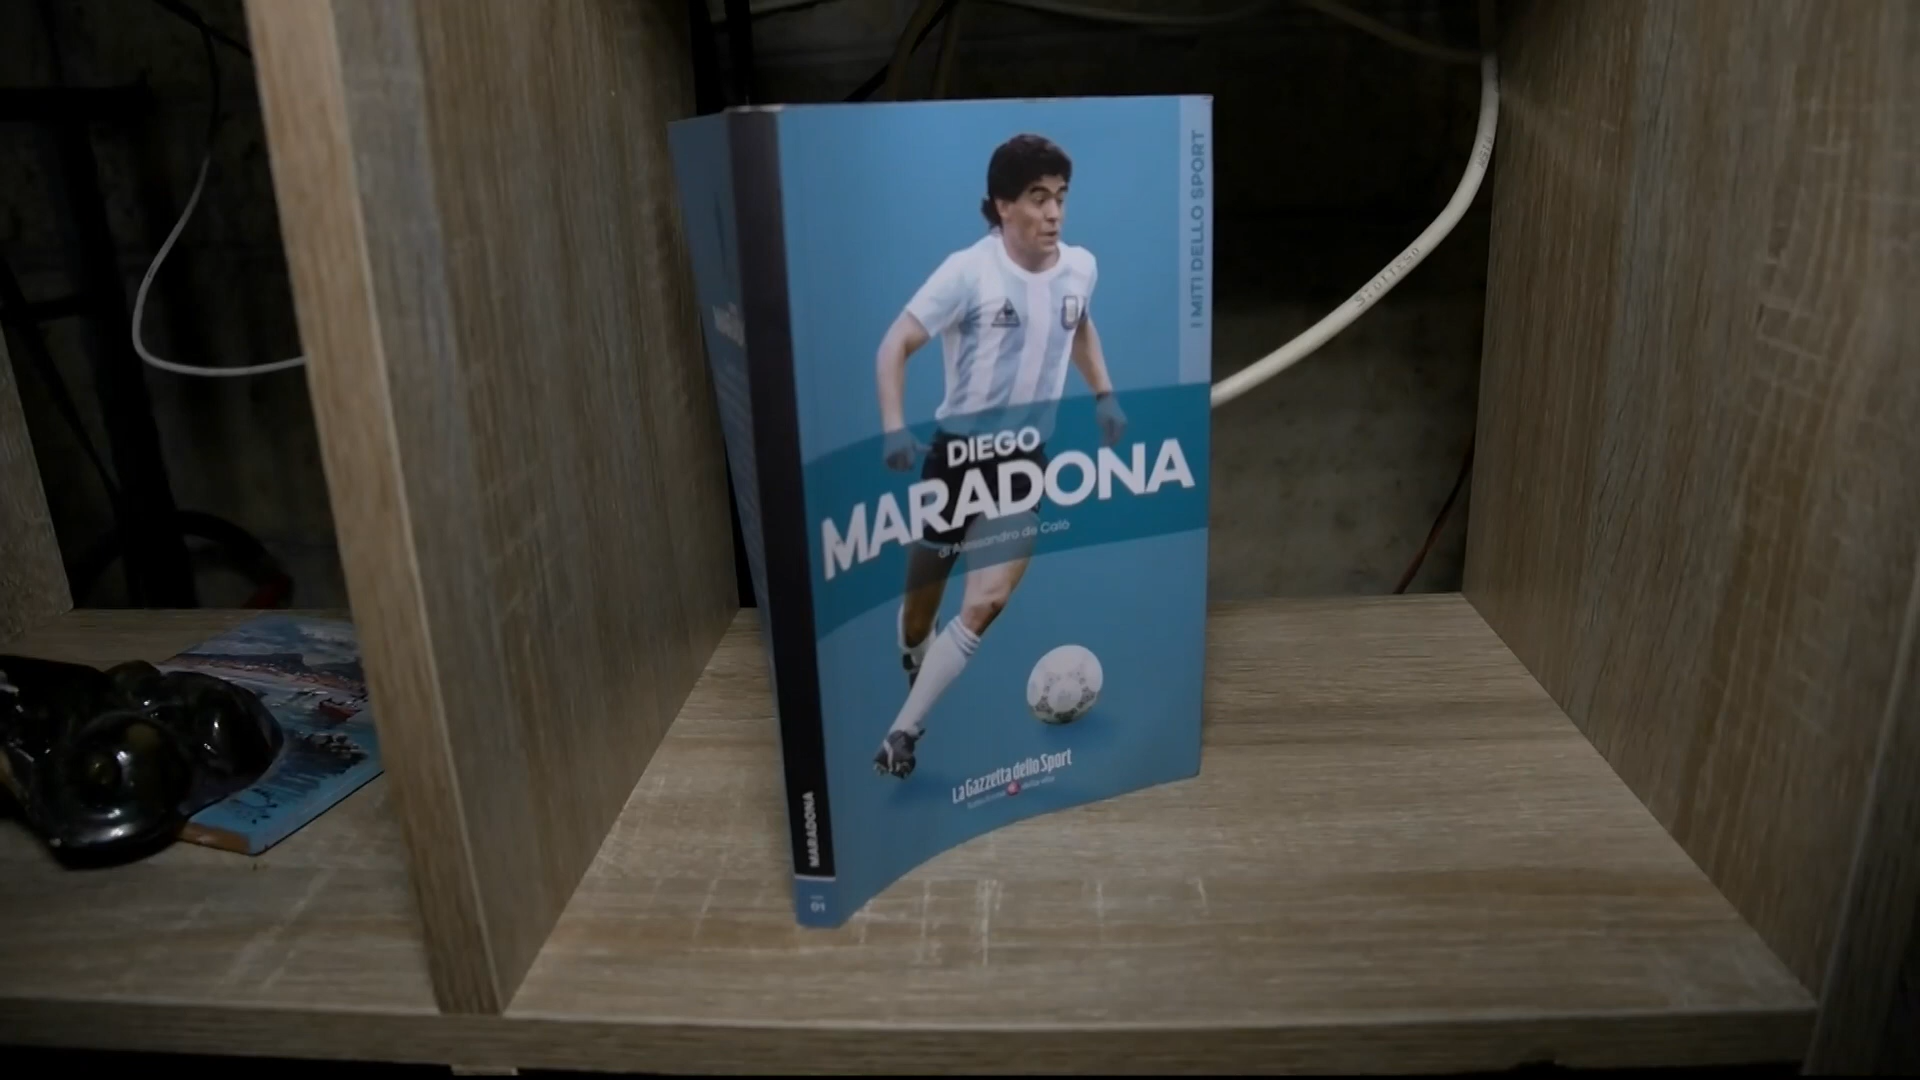 I MITI DELLO SPORT
DIEGO
MARADONA
di Alessandro de Calò
La Gazzetta dello Sport
MARADONA
01